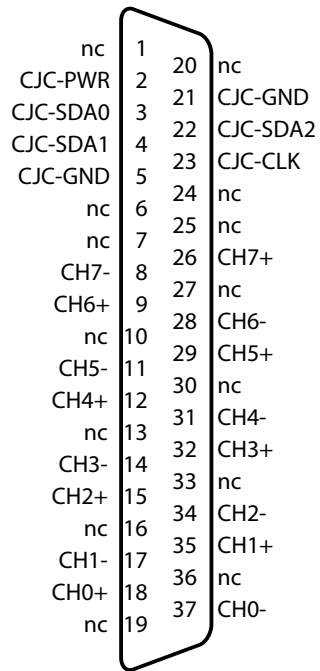 nc 1
CJC-PWR 2
CJC-SDA0 3
CJC-SDA1 4
CJC-GND 5
nc 6
nc 7
CH7- 8
CH6+ 9
nc 10
CH5- 11
CH4+ 12
nc 13
CH3- 14
CH2+ 15
nc 16
CH1- 17
CH0+ 18
nc 19
20 nc
21 CJC-GND
22 CJC-SDA2
23 CJC-CLK
24 nc
25 nc
26 CH7+
27 nc
28 CH6-
29 CH5+
30 nc
31 CH4-
32 CH3+
33 nc
34 CH2-
35 CH1+
36 nc
37 CH0-